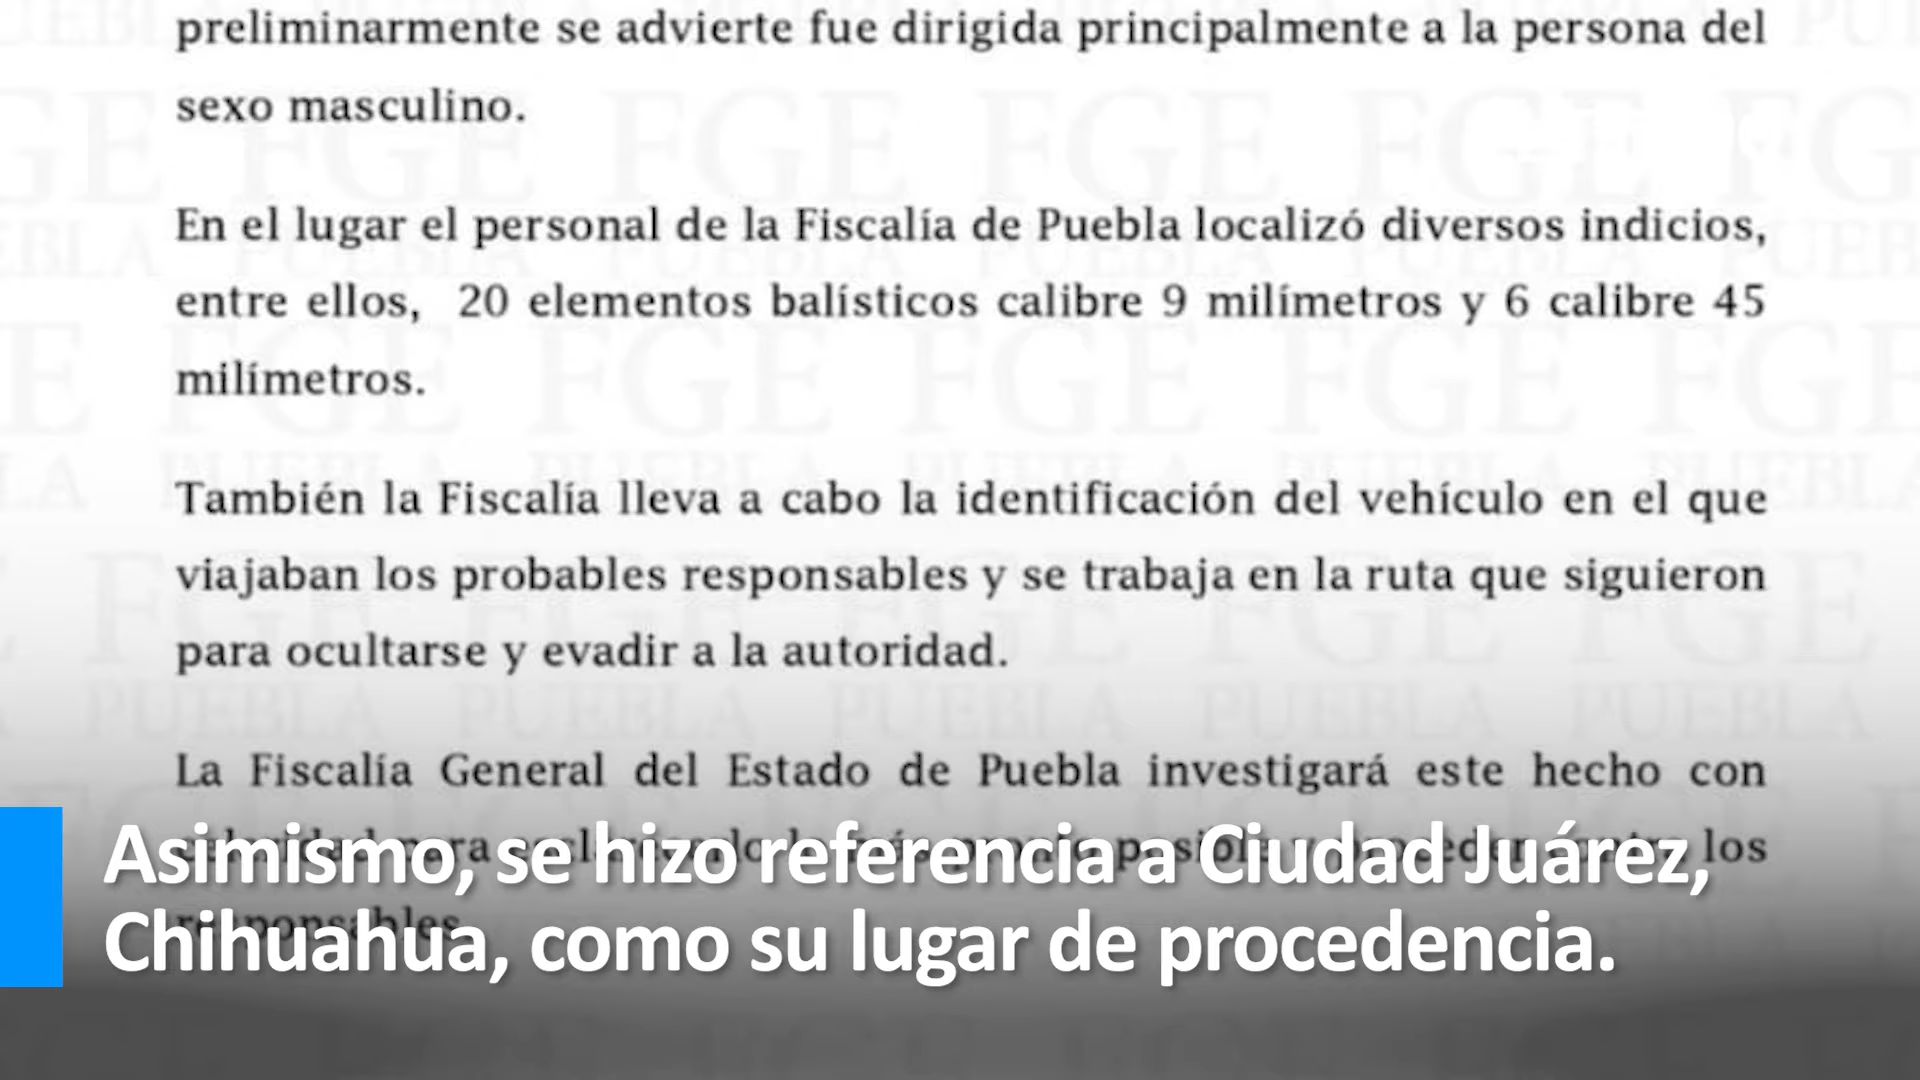 preliminarmente se advierte fue dirigida principalmente a la persona del
sexo masculino.
En el lugar el personal de la Fiscalía de Puebla localizó diversos indicios,
entre ellos, 20 elementos balísticos calibre 9 milímetros y 6 calibre 45
milímetros.
También la Fiscalía lleva a cabo la identificación del vehículo en el que
viajaban los probables responsables y se trabaja en la ruta que siguieron
para ocultarse y evadir a la autoridad.
La Fiscalía General del Estado de Puebla investigará este hecho con
los
responsables.
Asimismo, se hizo referencia a Ciudad Juárez,
Chihuahua, como su lugar de procedencia.